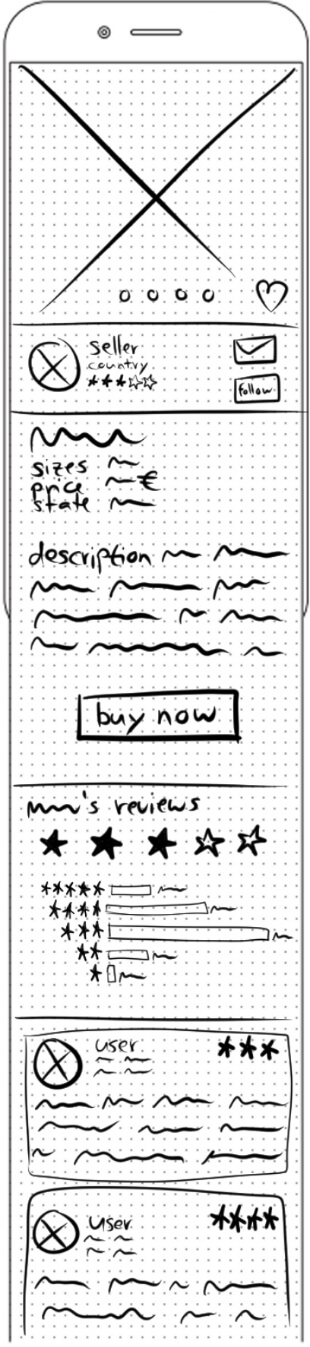 seller
country
★★★☆☆
follow
sizes
price €
state
description
buy now
's reviews
★★★☆☆
*****
****
***
**
*
user
***
user
****